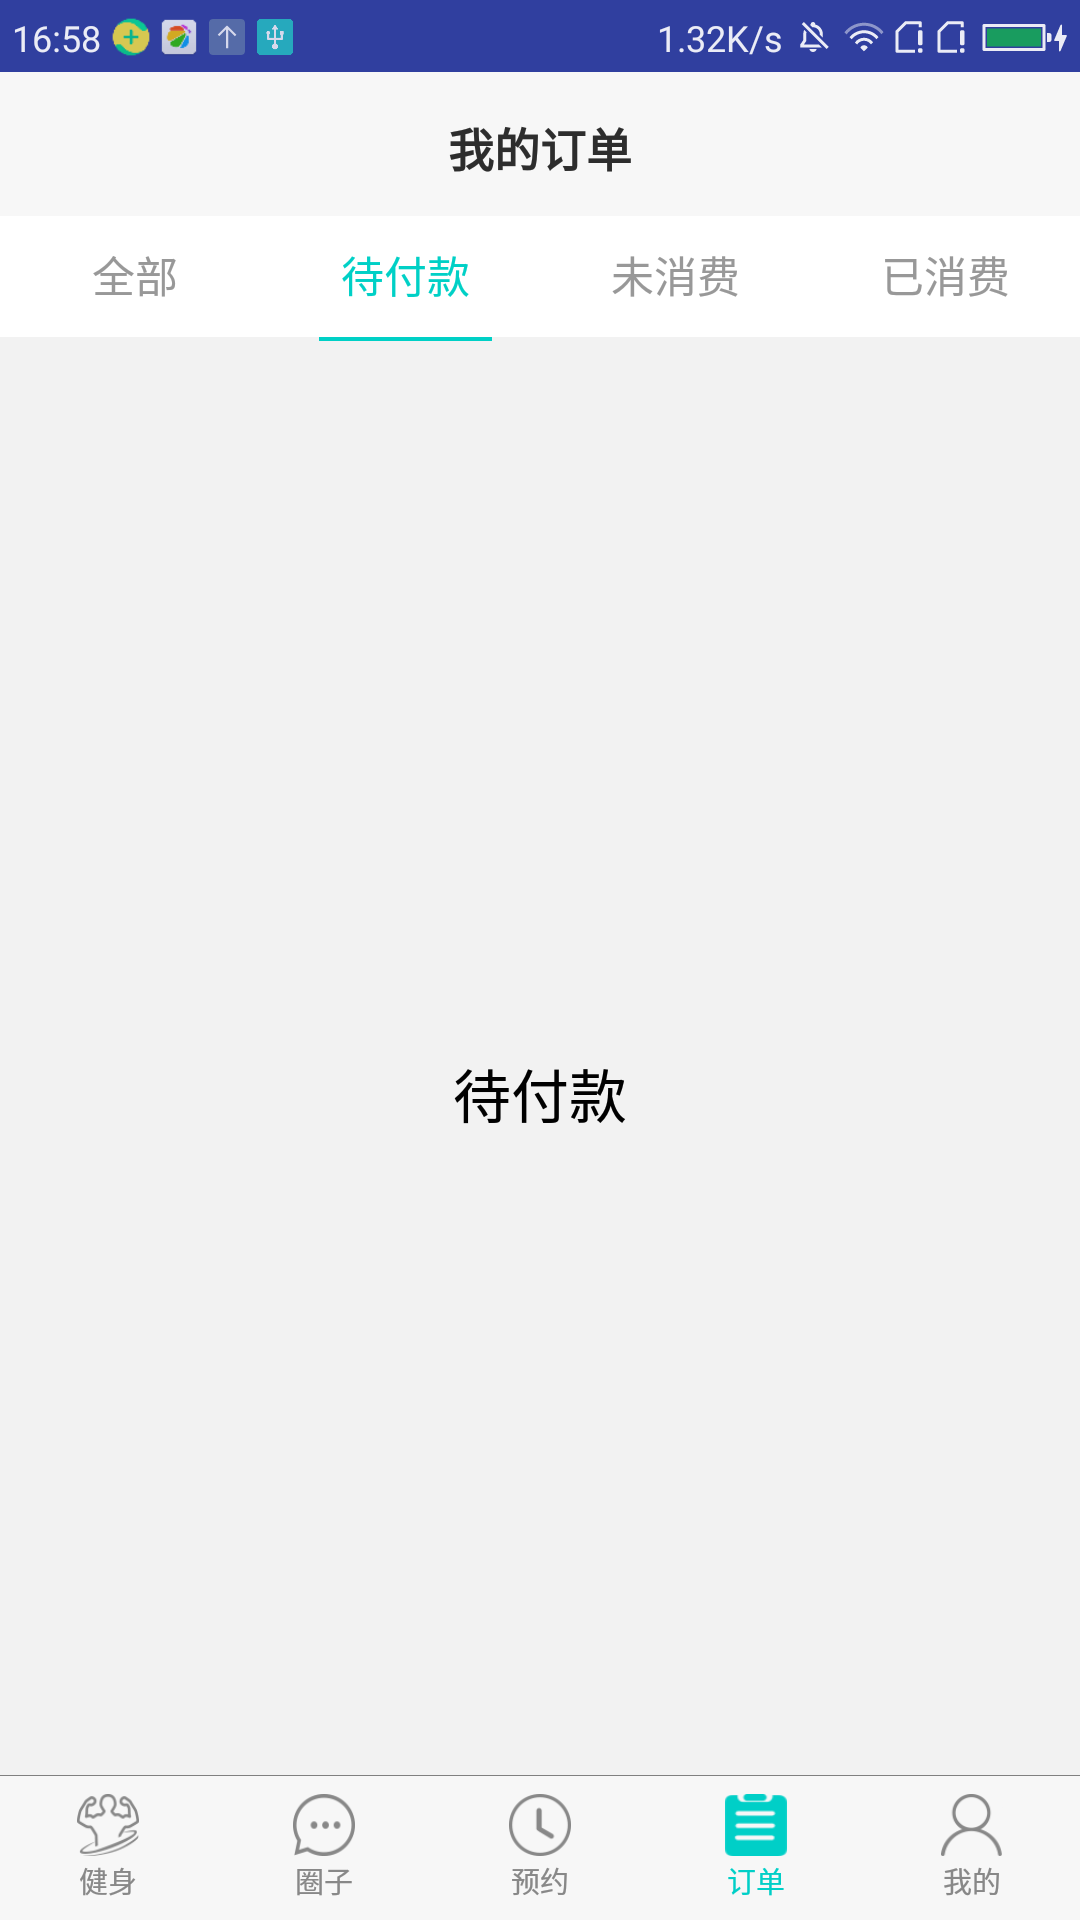 16:58 1.32K/s
我的订单
全部 待付款 未消费 已消费
待付款
健身 圈子 预约 订单 我的